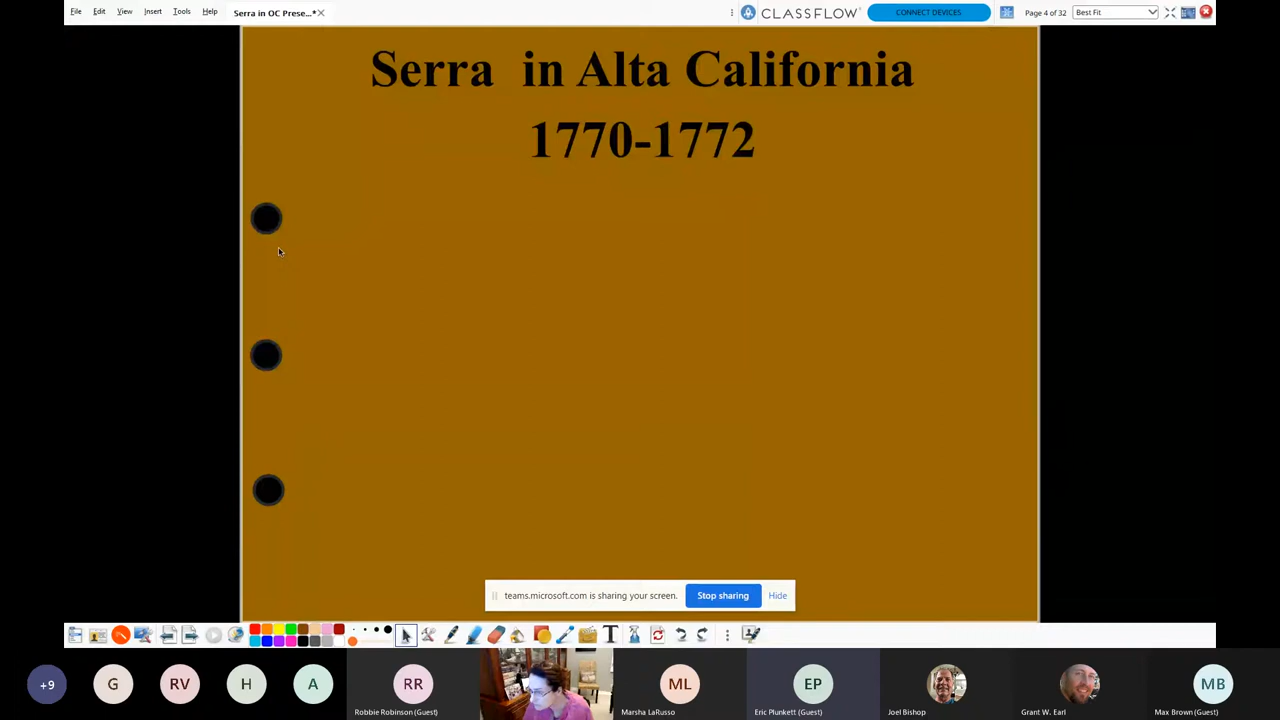 File Edit View Insert Tools Help Serra in OC Prese...* CLASSFLOW CONNECT DEVICES Page 4 of 32 Best Fit
Serra in Alta California
1770-1772
teams.microsoft.com is sharing your screen. Stop sharing Hide
T
+9 G RV H A RR ML EP MB
Robbie Robinson (Guest) Marsha LaRusso Eric Plunkett (Guest) Joel Bishop Grant W. Earl Max Brown (Guest)